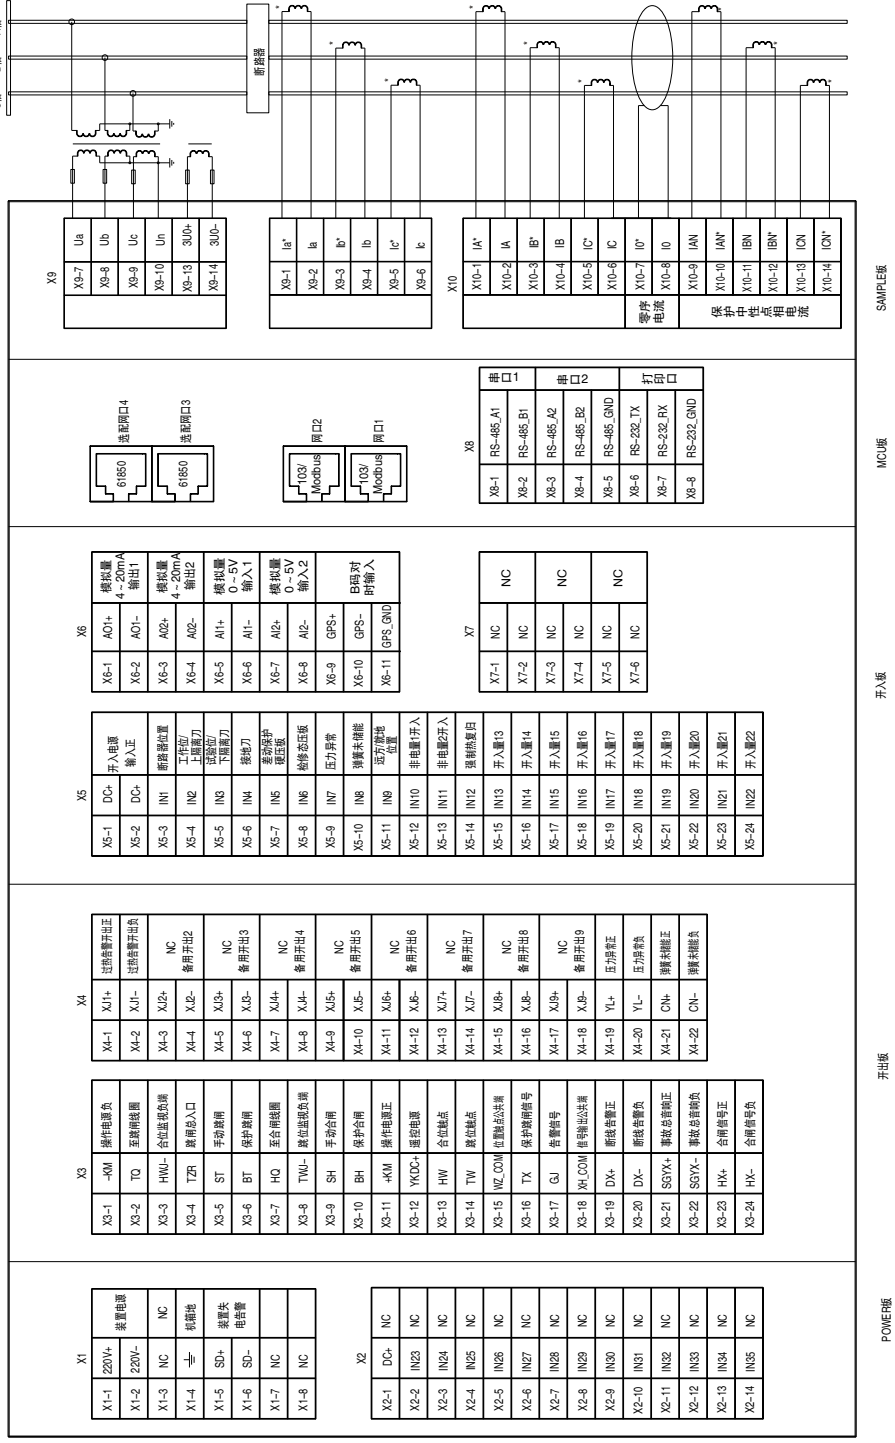 断路器
X9
X9-7 Ua
X9-8 Ub
X9-9 Uc
X9-10 Un
X9-13 3U0+
X9-14 3U0-
X9-1 Ia*
X9-2 Ia
X9-3 Ib*
X9-4 Ib
X9-5 Ic*
X9-6 Ic
X10
X10-1 IA*
X10-2 IA
X10-3 IB*
X10-4 IB
X10-5 IC*
X10-6 IC
X10-7 I0*
X10-8 I0
零序电流
X10-9 IAN
X10-10 IAN*
X10-11 IBN
X10-12 IBN*
X10-13 ICN
X10-14 ICN*
保护中性点相电流
SAMPLE板
61850 选配网口4
61850 选配网口3
103/Modbus 网口2
103/Modbus 网口1
X8
X8-1 RS-485_A1 串口1
X8-2 RS-485_B1
X8-3 RS-485_A2 串口2
X8-4 RS-485_B2
X8-5 RS-485_GND
X8-6 RS-232_TX 打印口
X8-7 RS-232_RX
X8-8 RS-232_GND
MCU板
X6
X6-1 AO1+ 模拟量4~20mA输出1
X6-2 AO1-
X6-3 AO2+ 模拟量4~20mA输出2
X6-4 AO2-
X6-5 AI1+ 模拟量0~5V输入1
X6-6 AI1-
X6-7 AI2+ 模拟量0~5V输入2
X6-8 AI2-
X6-9 GPS+ B码对时输入
X6-10 GPS-
X6-11 GPS_GND
X7
X7-1 NC NC
X7-2 NC
X7-3 NC NC
X7-4 NC
X7-5 NC NC
X7-6 NC
X5
X5-1 DC+ 开入电源输入正
X5-2 DC+
X5-3 IN1 断路器位置
X5-4 IN2 工作位/上隔离刀
X5-5 IN3 试验位/下隔离刀
X5-6 IN4 接地刀
X5-7 IN5 差动保护硬压板
X5-8 IN6 检修态压板
X5-9 IN7 压力异常
X5-10 IN8 弹簧未储能
X5-11 IN9 远方/就地位置
X5-12 IN10 非电量1开入
X5-13 IN11 非电量2开入
X5-14 IN12 强制热复归
X5-15 IN13 开入量13
X5-16 IN14 开入量14
X5-17 IN15 开入量15
X5-18 IN16 开入量16
X5-19 IN17 开入量17
X5-20 IN18 开入量18
X5-21 IN19 开入量19
X5-22 IN20 开入量20
X5-23 IN21 开入量21
X5-24 IN22 开入量22
开入板
X4
X4-1 XJ1+ 过热告警开出正
X4-2 XJ1- 过热告警开出负
X4-3 XJ2+ NC
X4-4 XJ2- 备用开出2
X4-5 XJ3+ NC
X4-6 XJ3- 备用开出3
X4-7 XJ4+ NC
X4-8 XJ4- 备用开出4
X4-9 XJ5+ NC
X4-10 XJ5- 备用开出5
X4-11 XJ6+ NC
X4-12 XJ6- 备用开出6
X4-13 XJ7+ NC
X4-14 XJ7- 备用开出7
X4-15 XJ8+ NC
X4-16 XJ8- 备用开出8
X4-17 XJ9+ NC
X4-18 XJ9- 备用开出9
X4-19 YL+ 压力异常正
X4-20 YL- 压力异常负
X4-21 CN+ 弹簧未储能正
X4-22 CN- 弹簧未储能负
X3
X3-1 -KM 操作电源负
X3-2 TQ 至跳闸线圈
X3-3 HWJ- 合位监视负端
X3-4 TZR 跳闸总入口
X3-5 ST 手动跳闸
X3-6 BT 保护跳闸
X3-7 HQ 至合闸线圈
X3-8 TWJ- 跳位监视负端
X3-9 SH 手动合闸
X3-10 BH 保护合闸
X3-11 +KM 操作电源正
X3-12 YKDC+ 遥控电源
X3-13 HW 合位触点
X3-14 TW 跳位触点
X3-15 WZ_COM 位置触点公共端
X3-16 TX 保护跳闸信号
X3-17 GJ 告警信号
X3-18 XH_COM 信号输出公共端
X3-19 DX+ 断线告警正
X3-20 DX- 断线告警负
X3-21 SGYX+ 事故总音响正
X3-22 SGYX- 事故总音响负
X3-23 HX+ 合闸信号正
X3-24 HX- 合闸信号负
开出板
X1
X1-1 220V+ 装置电源
X1-2 220V-
X1-3 NC NC
X1-4 机箱地
X1-5 SD+ 装置失电告警
X1-6 SD-
X1-7 NC
X1-8 NC
X2
X2-1 DC+ NC
X2-2 IN23 NC
X2-3 IN24 NC
X2-4 IN25 NC
X2-5 IN26 NC
X2-6 IN27 NC
X2-7 IN28 NC
X2-8 IN29 NC
X2-9 IN30 NC
X2-10 IN31 NC
X2-11 IN32 NC
X2-12 IN33 NC
X2-13 IN34 NC
X2-14 IN35 NC
POWER板